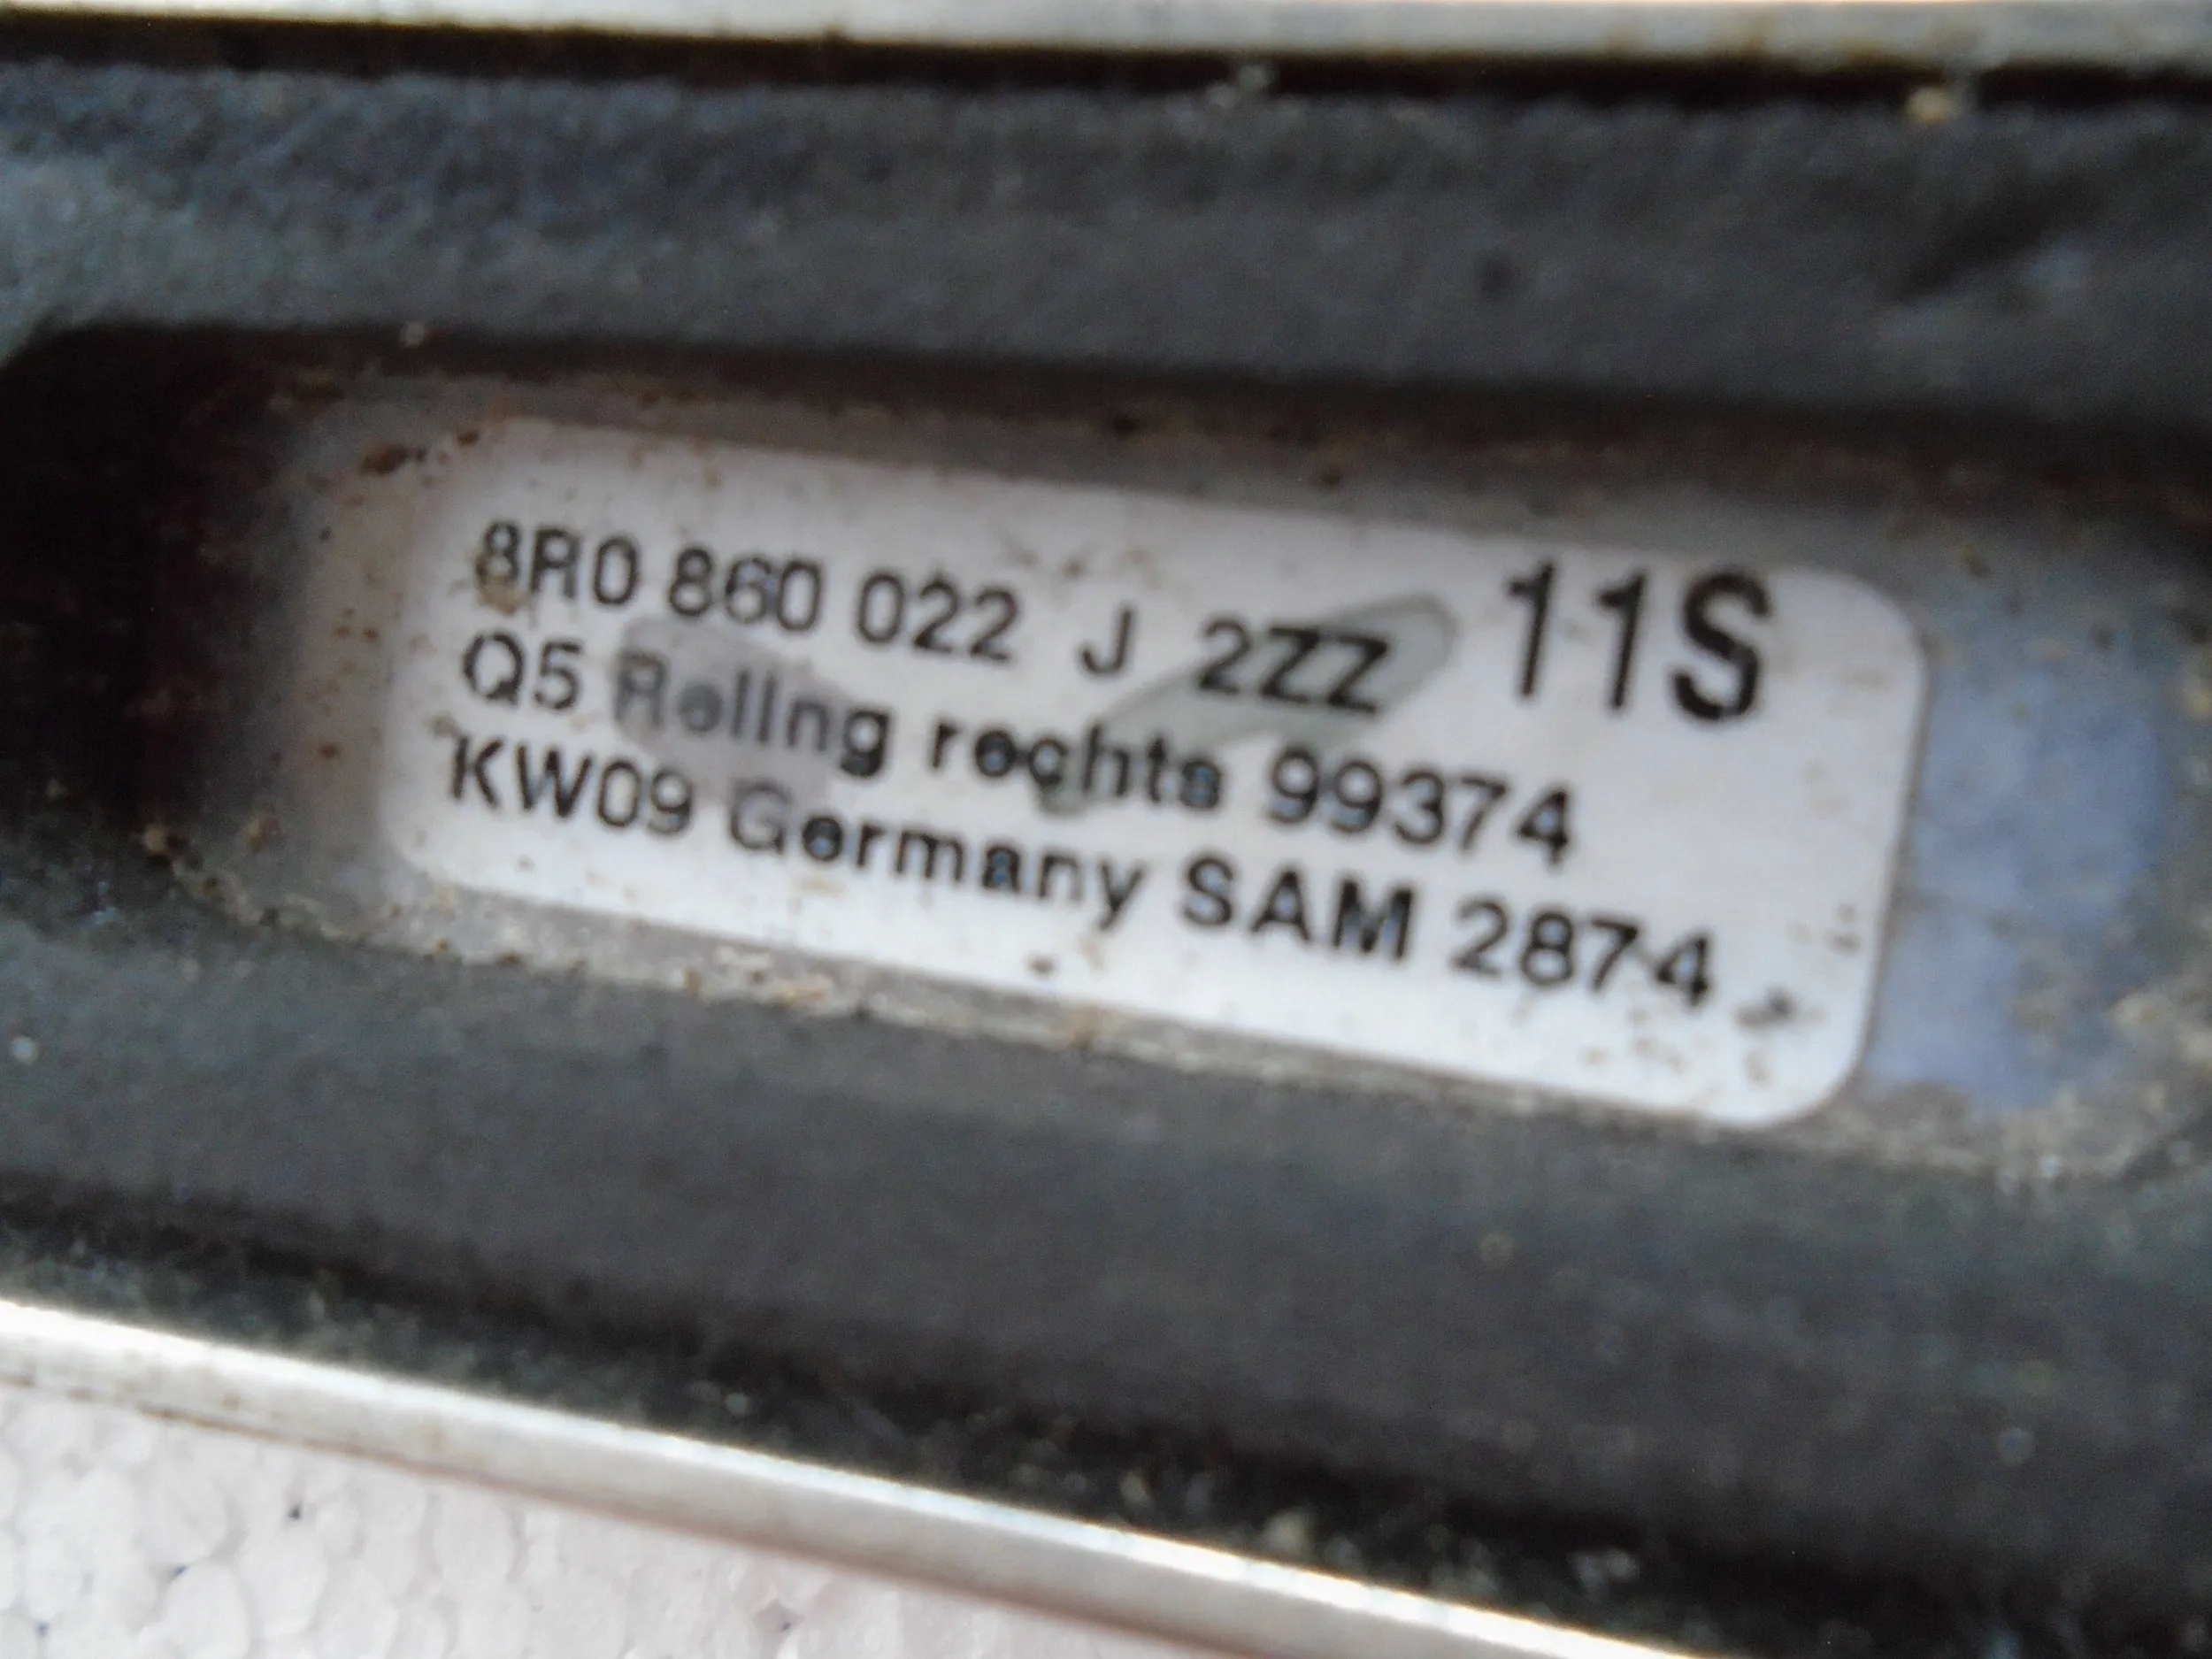 8R0 860 022 J 2ZZ 11S
Q5 Reling rechts 99374
KW09 Germany SAM 2874